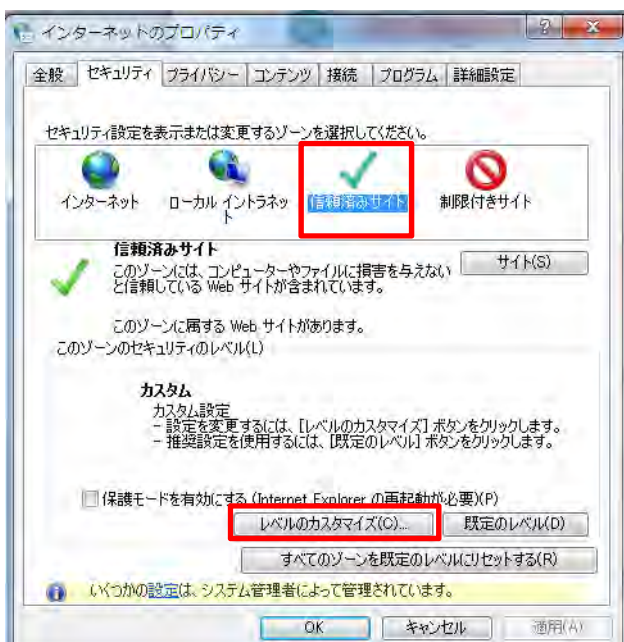 インターネットのプロパティ
全般 セキュリティ プライバシー コンテンツ 接続 プログラム 詳細設定
セキュリティ設定を表示または変更するゾーンを選択してください。
インターネット ローカル イントラネッ 信頼済みサイト 制限付きサイト
ト
信頼済みサイト
サイト(S)
このゾーンには、コンピューターやファイルに損害を与えない
と信頼している Web サイトが含まれています。
このゾーンに属する Web サイトがあります。
このゾーンのセキュリティのレベル(L)
カスタム
カスタム設定
- 設定を変更するには、[レベルのカスタマイズ] ボタンをクリックします。
- 推奨設定を使用するには、[既定のレベル] ボタンをクリックします。
保護モードを有効にする (Internet Explorer の再起動が必要)(P)
レベルのカスタマイズ(C)... 既定のレベル(D)
すべてのゾーンを既定のレベルにリセットする(R)
いくつかの設定は、システム管理者によって管理されています。
OK キャンセル 適用(A)